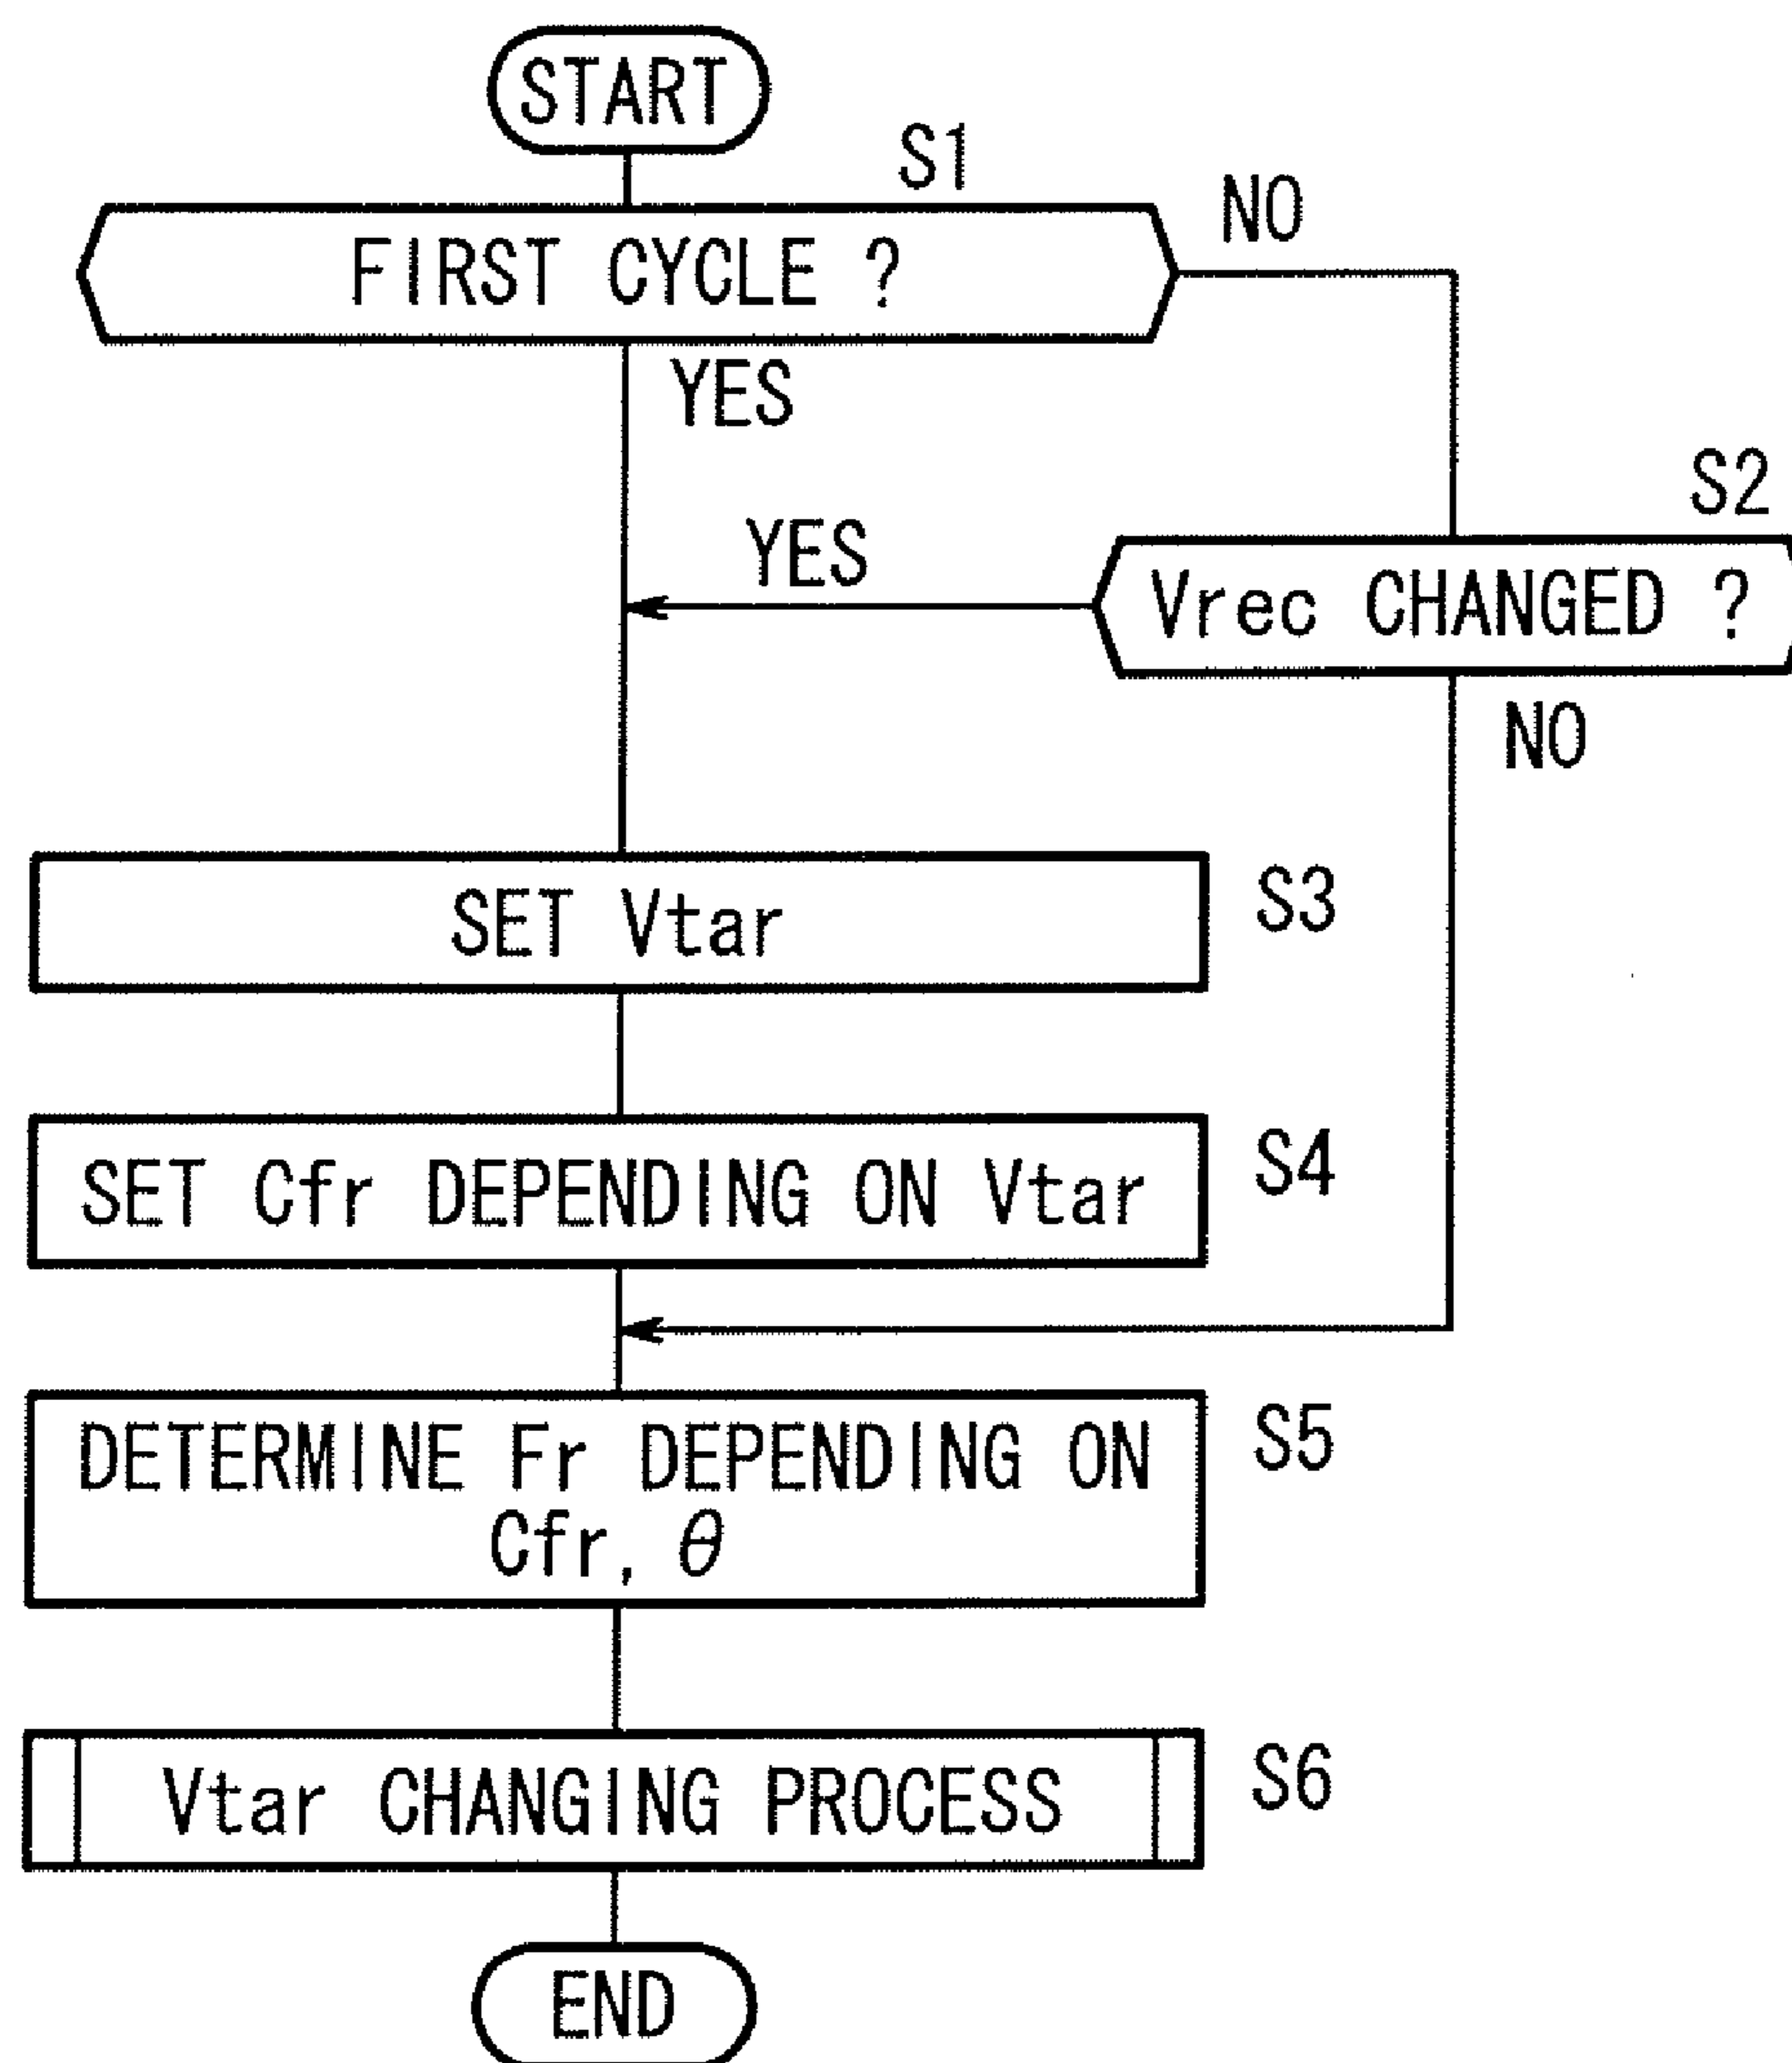 START
S1
FIRST CYCLE ?
NO
YES
S2
YES
Vrec CHANGED ?
NO
SET Vtar
S3
SET Cfr DEPENDING ON Vtar
S4
DETERMINE Fr DEPENDING ON
Cfr, θ
S5
Vtar CHANGING PROCESS
S6
END